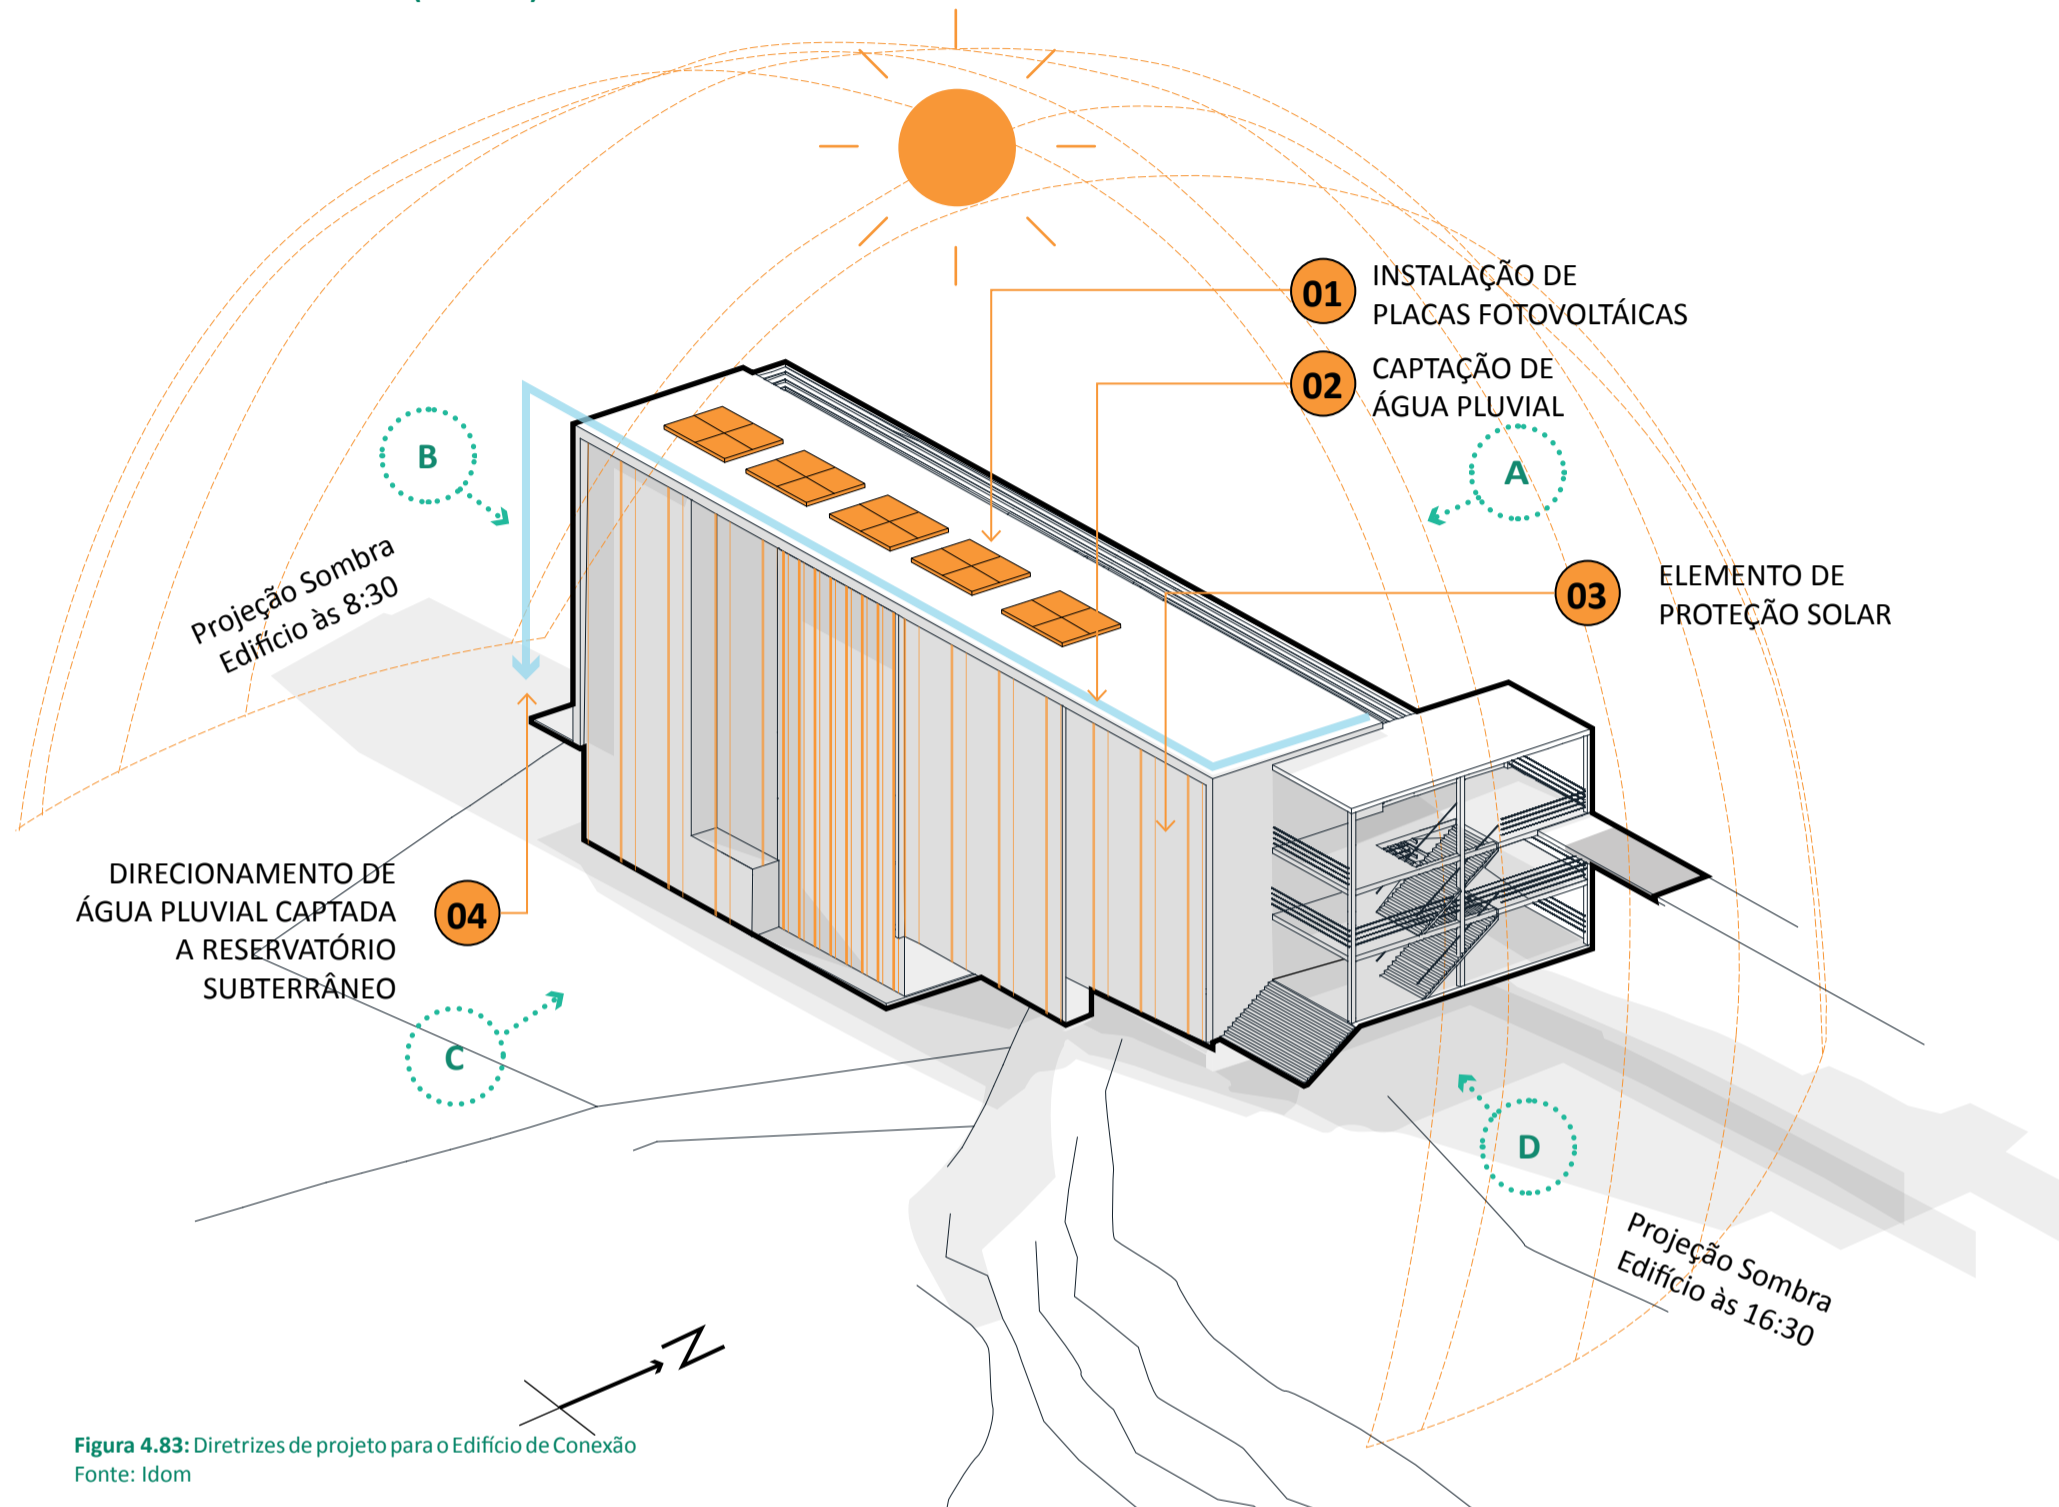 01
INSTALAÇÃO DE
PLACAS FOTOVOLTÁICAS
02
CAPTAÇÃO DE
ÁGUA PLUVIAL
B
A
Projeção Sombra
Edifício às 8:30
03
ELEMENTO DE
PROTEÇÃO SOLAR
DIRECIONAMENTO DE
ÁGUA PLUVIAL CAPTADA
A RESERVATÓRIO
SUBTERRÂNEO
04
C
D
Projeção Sombra
Edifício às 16:30
N
Figura 4.83: Diretrizes de projeto para o Edifício de Conexão
Fonte: Idom